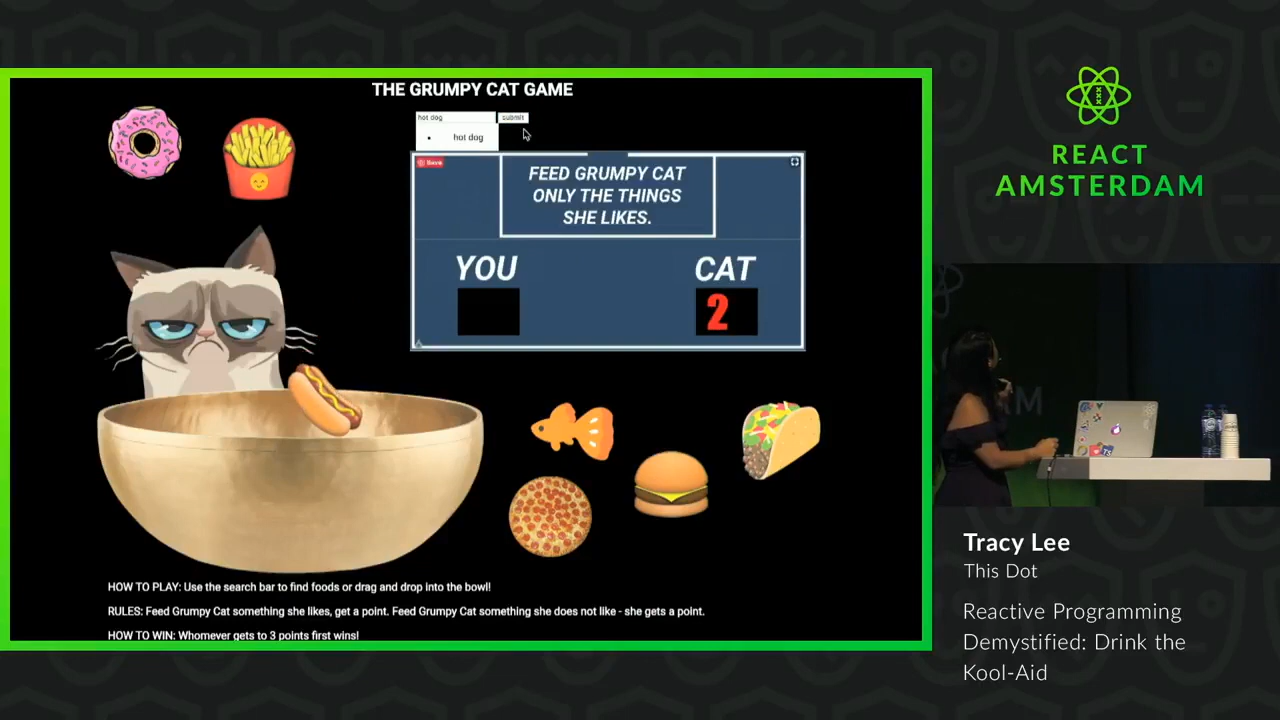 THE GRUMPY CAT GAME
hot dog
submit
hot dog
Save
FEED GRUMPY CAT
ONLY THE THINGS
SHE LIKES.
YOU
CAT
2
HOW TO PLAY: Use the search bar to find foods or drag and drop into the bowl!
RULES: Feed Grumpy Cat something she likes, get a point. Feed Grumpy Cat something she does not like - she gets a point.
HOW TO WIN: Whomever gets to 3 points first wins!
REACT
AMSTERDAM
Tracy Lee
This Dot
Reactive Programming
Demystified: Drink the
Kool-Aid